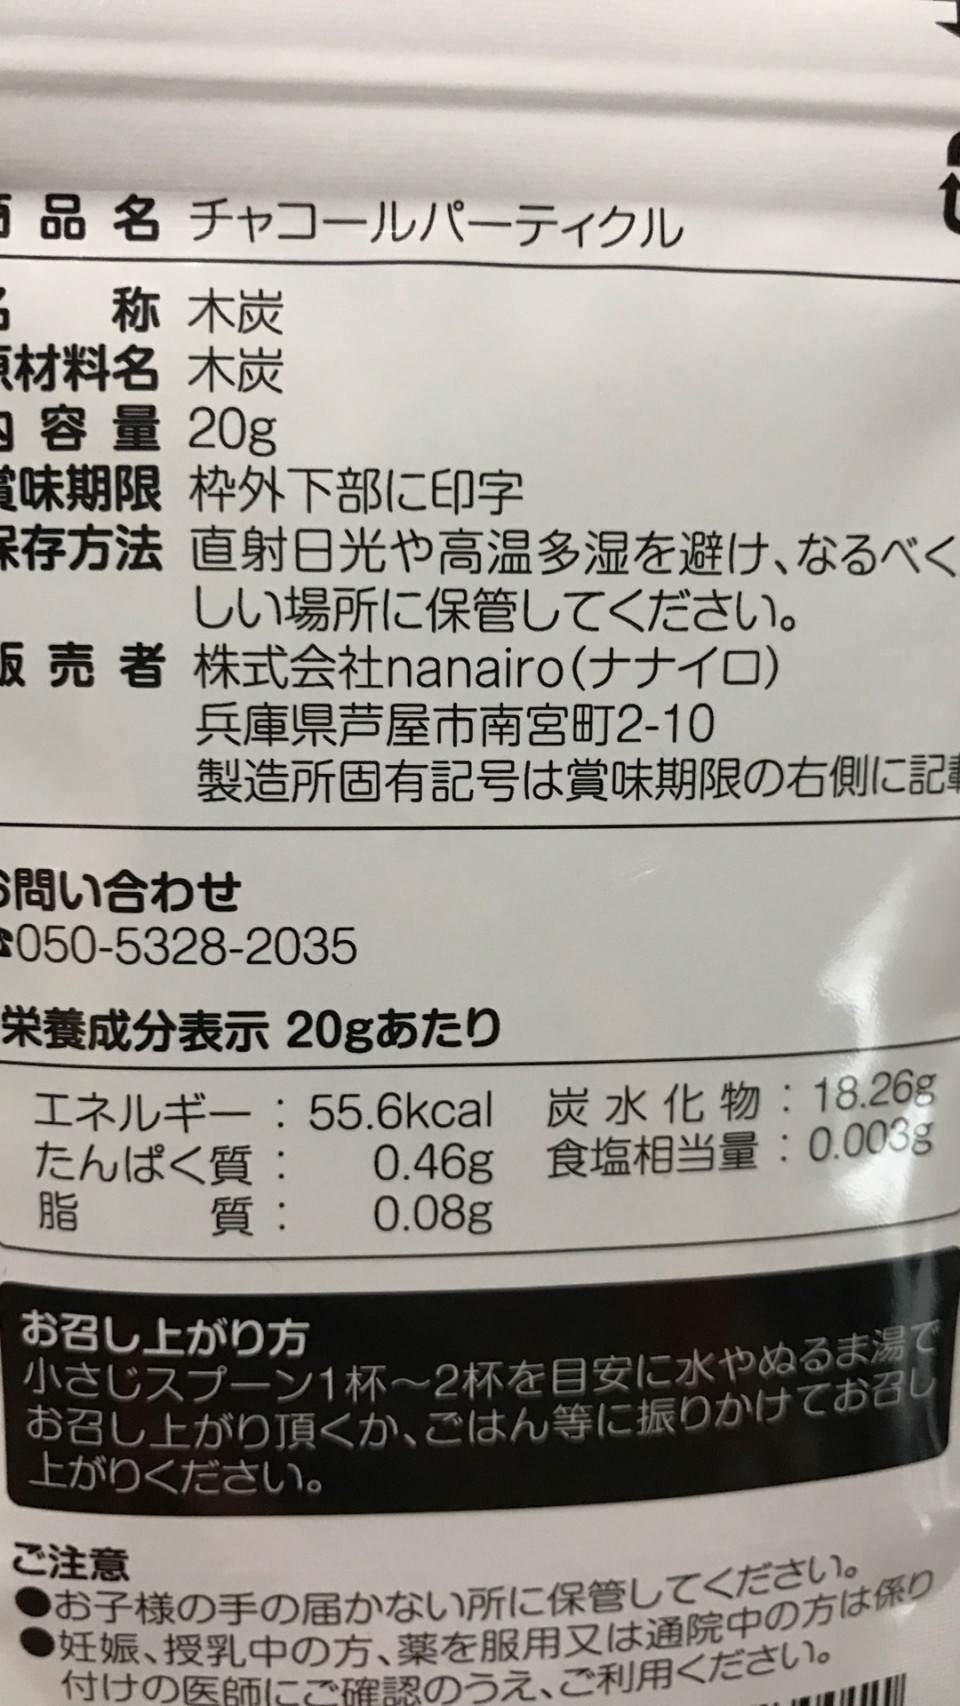 品名 チャコールパーティクル
称 木炭
材料名 木炭
容量 20g
味期限 枠外下部に印字
存方法 直射日光や高温多湿を避け、なるべく
しい場所に保管してください。
売者 株式会社nanairo(ナナイロ)
兵庫県芦屋市南宮町2-10
製造所固有記号は賞味期限の右側に記載
お問い合わせ
☎050-5328-2035
栄養成分表示 20gあたり
エネルギー:55.6kcal 炭水化物:18.26g
たんぱく質:0.46g 食塩相当量:0.003g
脂質:0.08g
お召し上がり方
小さじスプーン1杯〜2杯を目安に水やぬるま湯で
お召し上がり頂くか、ごはん等に振りかけてお召し
上がりください。
ご注意
●お子様の手の届かない所に保管してください。
●妊娠、授乳中の方、薬を服用又は通院中の方は係り
付けの医師にご確認のうえ、ご利用ください。